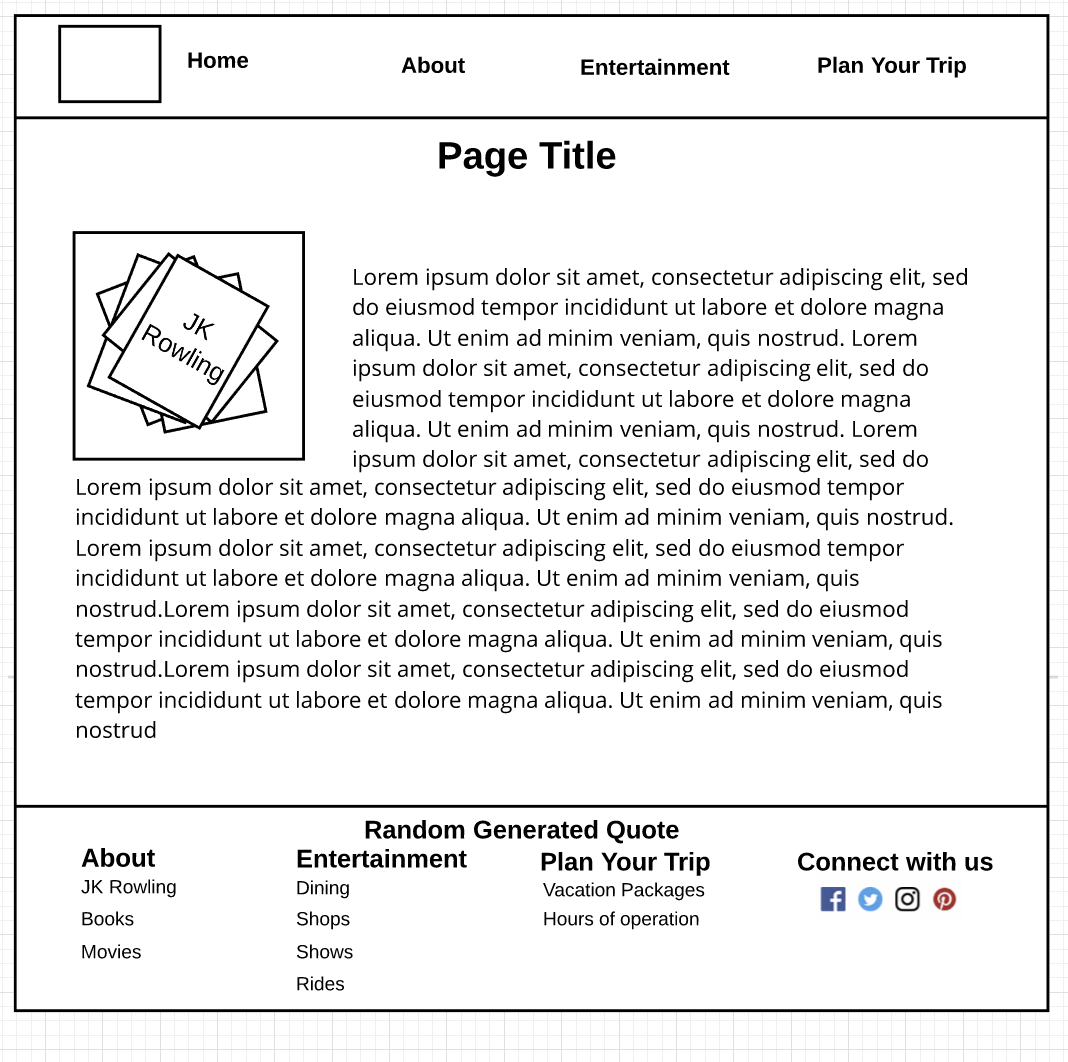 Home
About
Entertainment
Plan Your Trip
Page Title
JK
Rowling
Lorem ipsum dolor sit amet, consectetur adipiscing elit, sed
do eiusmod tempor incididunt ut labore et dolore magna
aliqua. Ut enim ad minim veniam, quis nostrud. Lorem
ipsum dolor sit amet, consectetur adipiscing elit, sed do
eiusmod tempor incididunt ut labore et dolore magna
aliqua. Ut enim ad minim veniam, quis nostrud. Lorem
ipsum dolor sit amet, consectetur adipiscing elit, sed do
Lorem ipsum dolor sit amet, consectetur adipiscing elit, sed do eiusmod tempor
incididunt ut labore et dolore magna aliqua. Ut enim ad minim veniam, quis nostrud.
Lorem ipsum dolor sit amet, consectetur adipiscing elit, sed do eiusmod tempor
incididunt ut labore et dolore magna aliqua. Ut enim ad minim veniam, quis
nostrud.Lorem ipsum dolor sit amet, consectetur adipiscing elit, sed do eiusmod
tempor incididunt ut labore et dolore magna aliqua. Ut enim ad minim veniam, quis
nostrud.Lorem ipsum dolor sit amet, consectetur adipiscing elit, sed do eiusmod
tempor incididunt ut labore et dolore magna aliqua. Ut enim ad minim veniam, quis
nostrud
Random Generated Quote
About
JK Rowling
Books
Movies
Entertainment
Dining
Shops
Shows
Rides
Plan Your Trip
Vacation Packages
Hours of operation
Connect with us